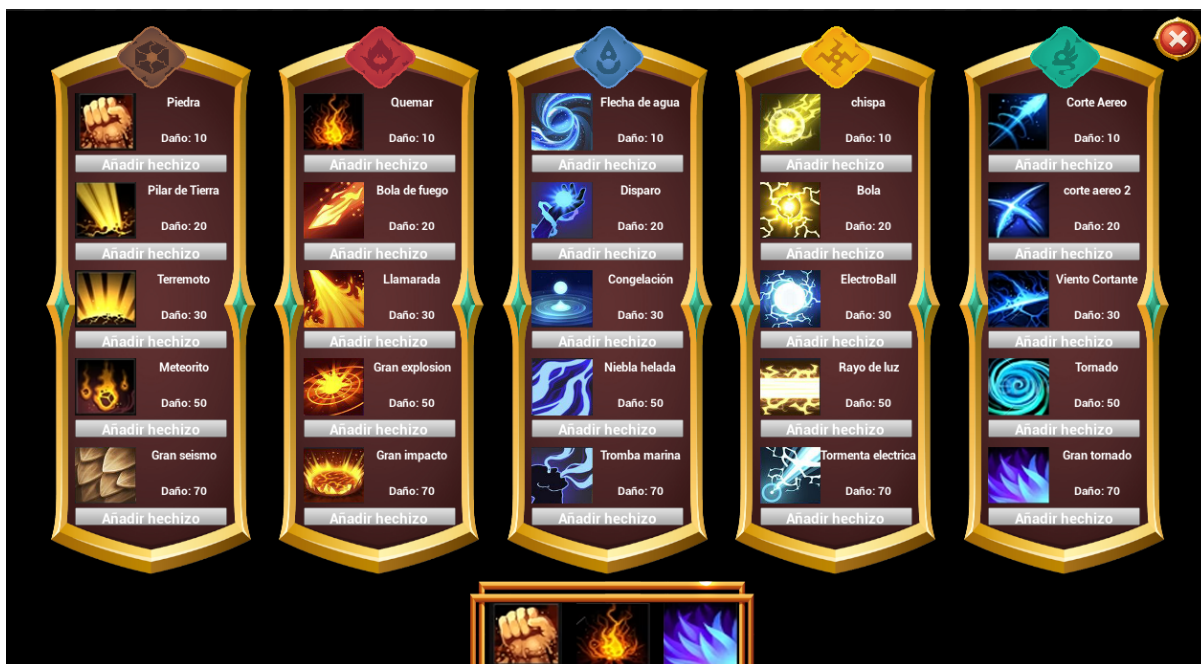 Piedra
Daño: 10
Añadir hechizo
Pilar de Tierra
Daño: 20
Añadir hechizo
Terremoto
Daño: 30
Añadir hechizo
Meteorito
Daño: 50
Añadir hechizo
Gran seismo
Daño: 70
Añadir hechizo
Quemar
Daño: 10
Añadir hechizo
Bola de fuego
Daño: 20
Añadir hechizo
Llamarada
Daño: 30
Añadir hechizo
Gran explosion
Daño: 50
Añadir hechizo
Gran impacto
Daño: 70
Añadir hechizo
Flecha de agua
Daño: 10
Añadir hechizo
Disparo
Daño: 20
Añadir hechizo
Congelación
Daño: 30
Añadir hechizo
Niebla helada
Daño: 50
Añadir hechizo
Tromba marina
Daño: 70
Añadir hechizo
chispa
Daño: 10
Añadir hechizo
Bola
Daño: 20
Añadir hechizo
ElectroBall
Daño: 30
Añadir hechizo
Rayo de luz
Daño: 50
Añadir hechizo
Tormenta electrica
Daño: 70
Añadir hechizo
Corte Aereo
Daño: 10
Añadir hechizo
corte aereo 2
Daño: 20
Añadir hechizo
Viento Cortante
Daño: 30
Añadir hechizo
Tornado
Daño: 50
Añadir hechizo
Gran tornado
Daño: 70
Añadir hechizo